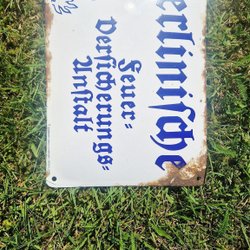 erliniſche
Feuer=
Verſicherungs=
Anſtalt